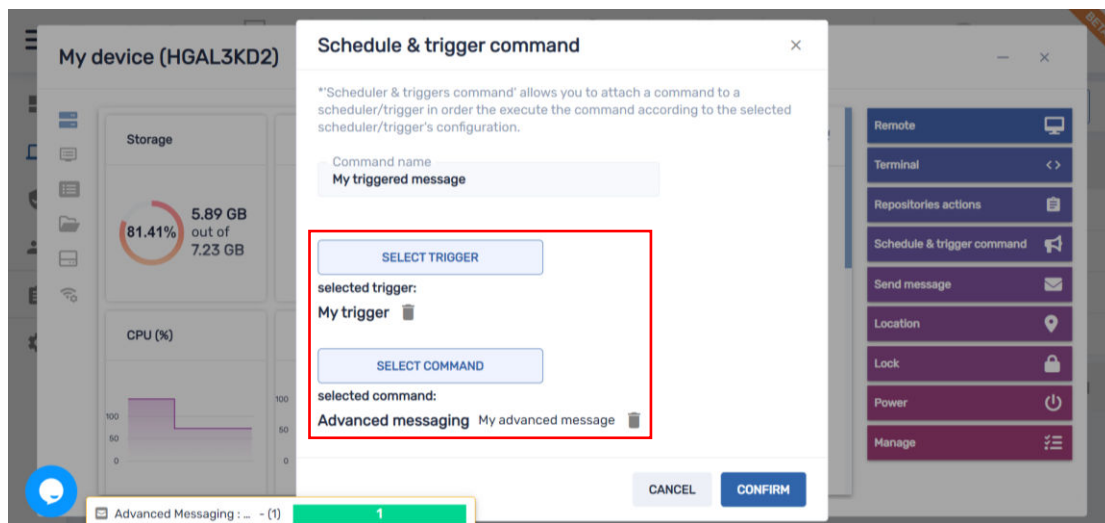 BETA
My device (HGAL3KD2)
Storage
81.41%
5.89 GB
out of
7.23 GB
CPU (%)
100
50
0
100
50
0
Schedule & trigger command
*'Scheduler & triggers command' allows you to attach a command to a
scheduler/trigger in order the execute the command according to the selected
scheduler/trigger's configuration.
Command name
My triggered message
SELECT TRIGGER
selected trigger:
My trigger
SELECT COMMAND
selected command:
Advanced messaging My advanced message
CANCEL CONFIRM
Remote
Terminal
Repositories actions
Schedule & trigger command
Send message
Location
Lock
Power
Manage
Advanced Messaging : ... - (1) 1